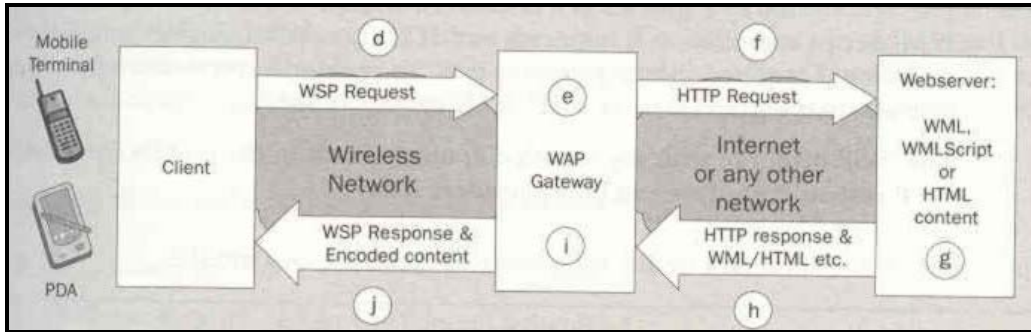 Mobile
Terminal
PDA
Client
d
WSP Request
Wireless
Network
WSP Response &
Encoded content
j
e
WAP
Gateway
i
f
HTTP Request
Internet
or any other
network
HTTP response &
WML/HTML etc.
h
Webserver:
WML,
WMLScript
or
HTML
content
g